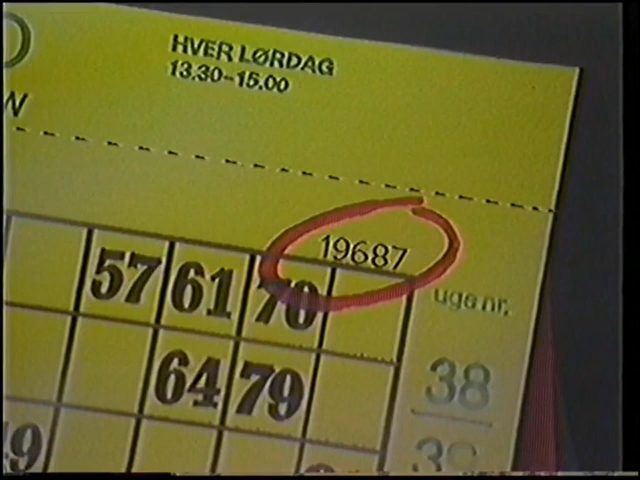 HVER LØRDAG
13.30-15.00
19687
57 61 70
uge nr.
64 79
38